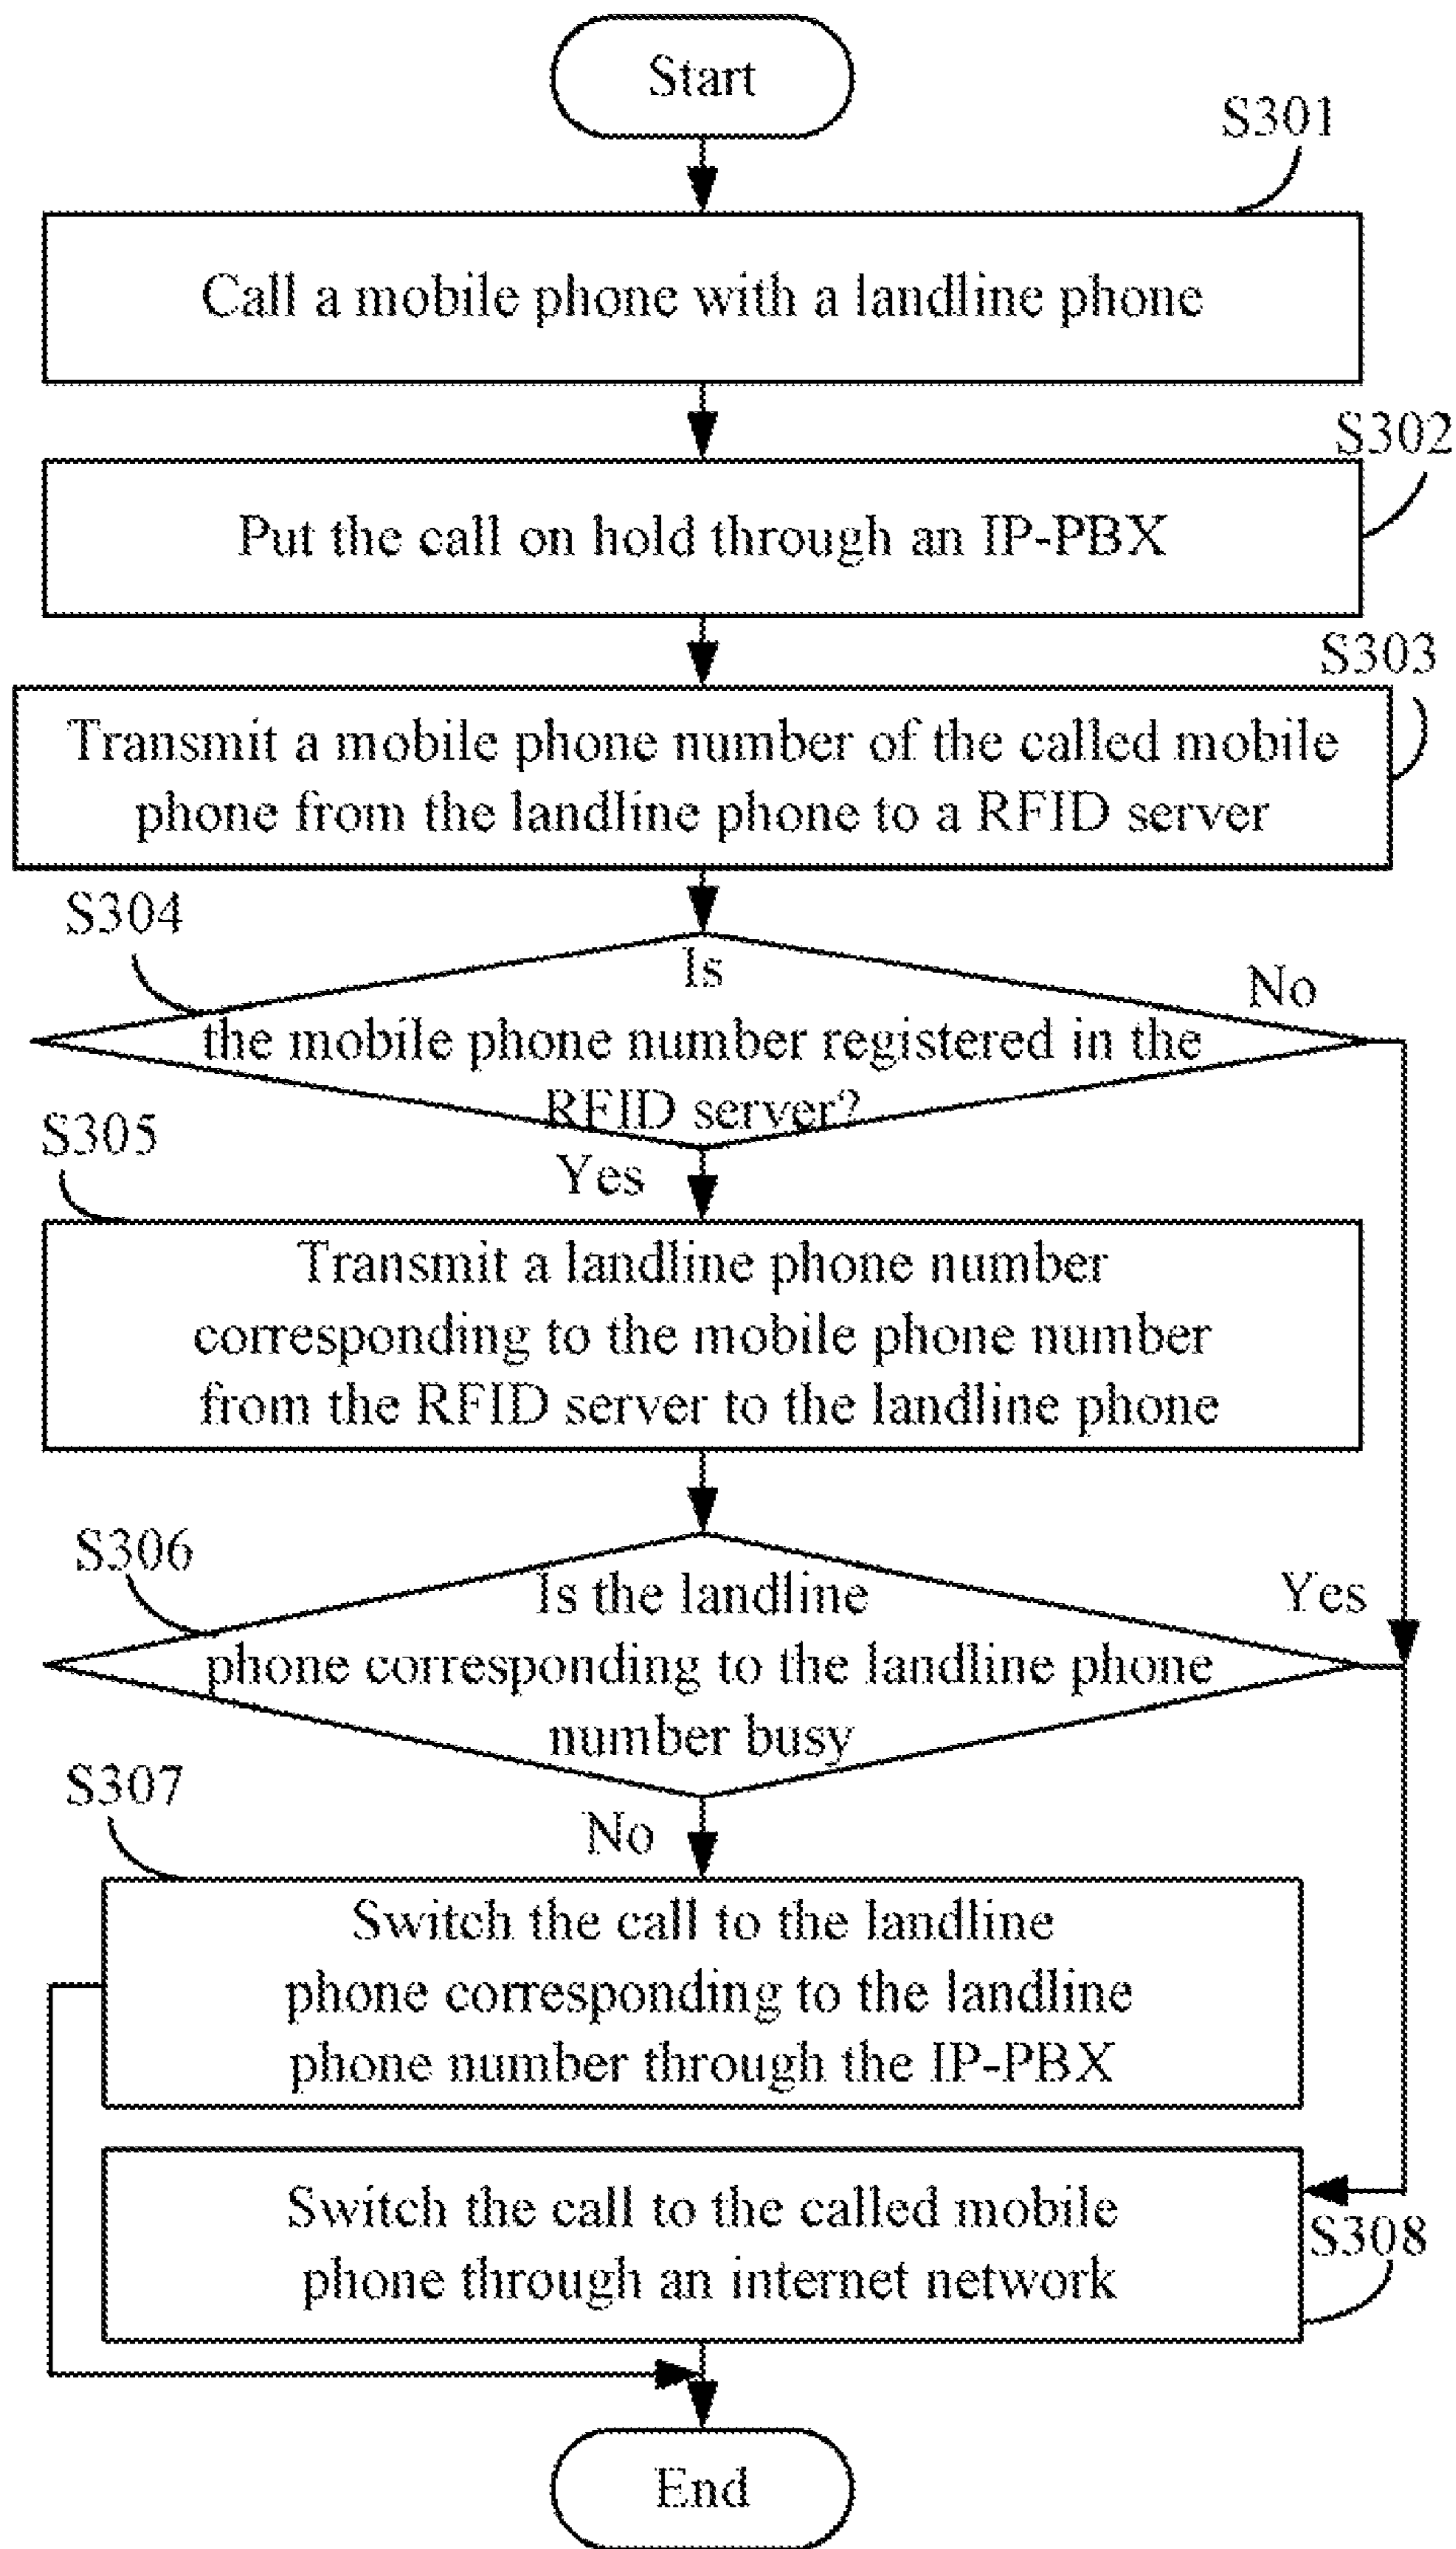 Start
S301
Call a mobile phone with a landline phone
S302
Put the call on hold through an IP-PBX
S303
Transmit a mobile phone number of the called mobile
phone from the landline phone to a RFID server
S304
Is
No
the mobile phone number registered in the
RFID server?
S305
Yes
Transmit a landline phone number
corresponding to the mobile phone number
from the RFID server to the landline phone
S306
Is the landline
Yes
phone corresponding to the landline phone
number busy
S307
No
Switch the call to the landline
phone corresponding to the landline
phone number through the IP-PBX
Switch the call to the called mobile
phone through an internet network
S308
End